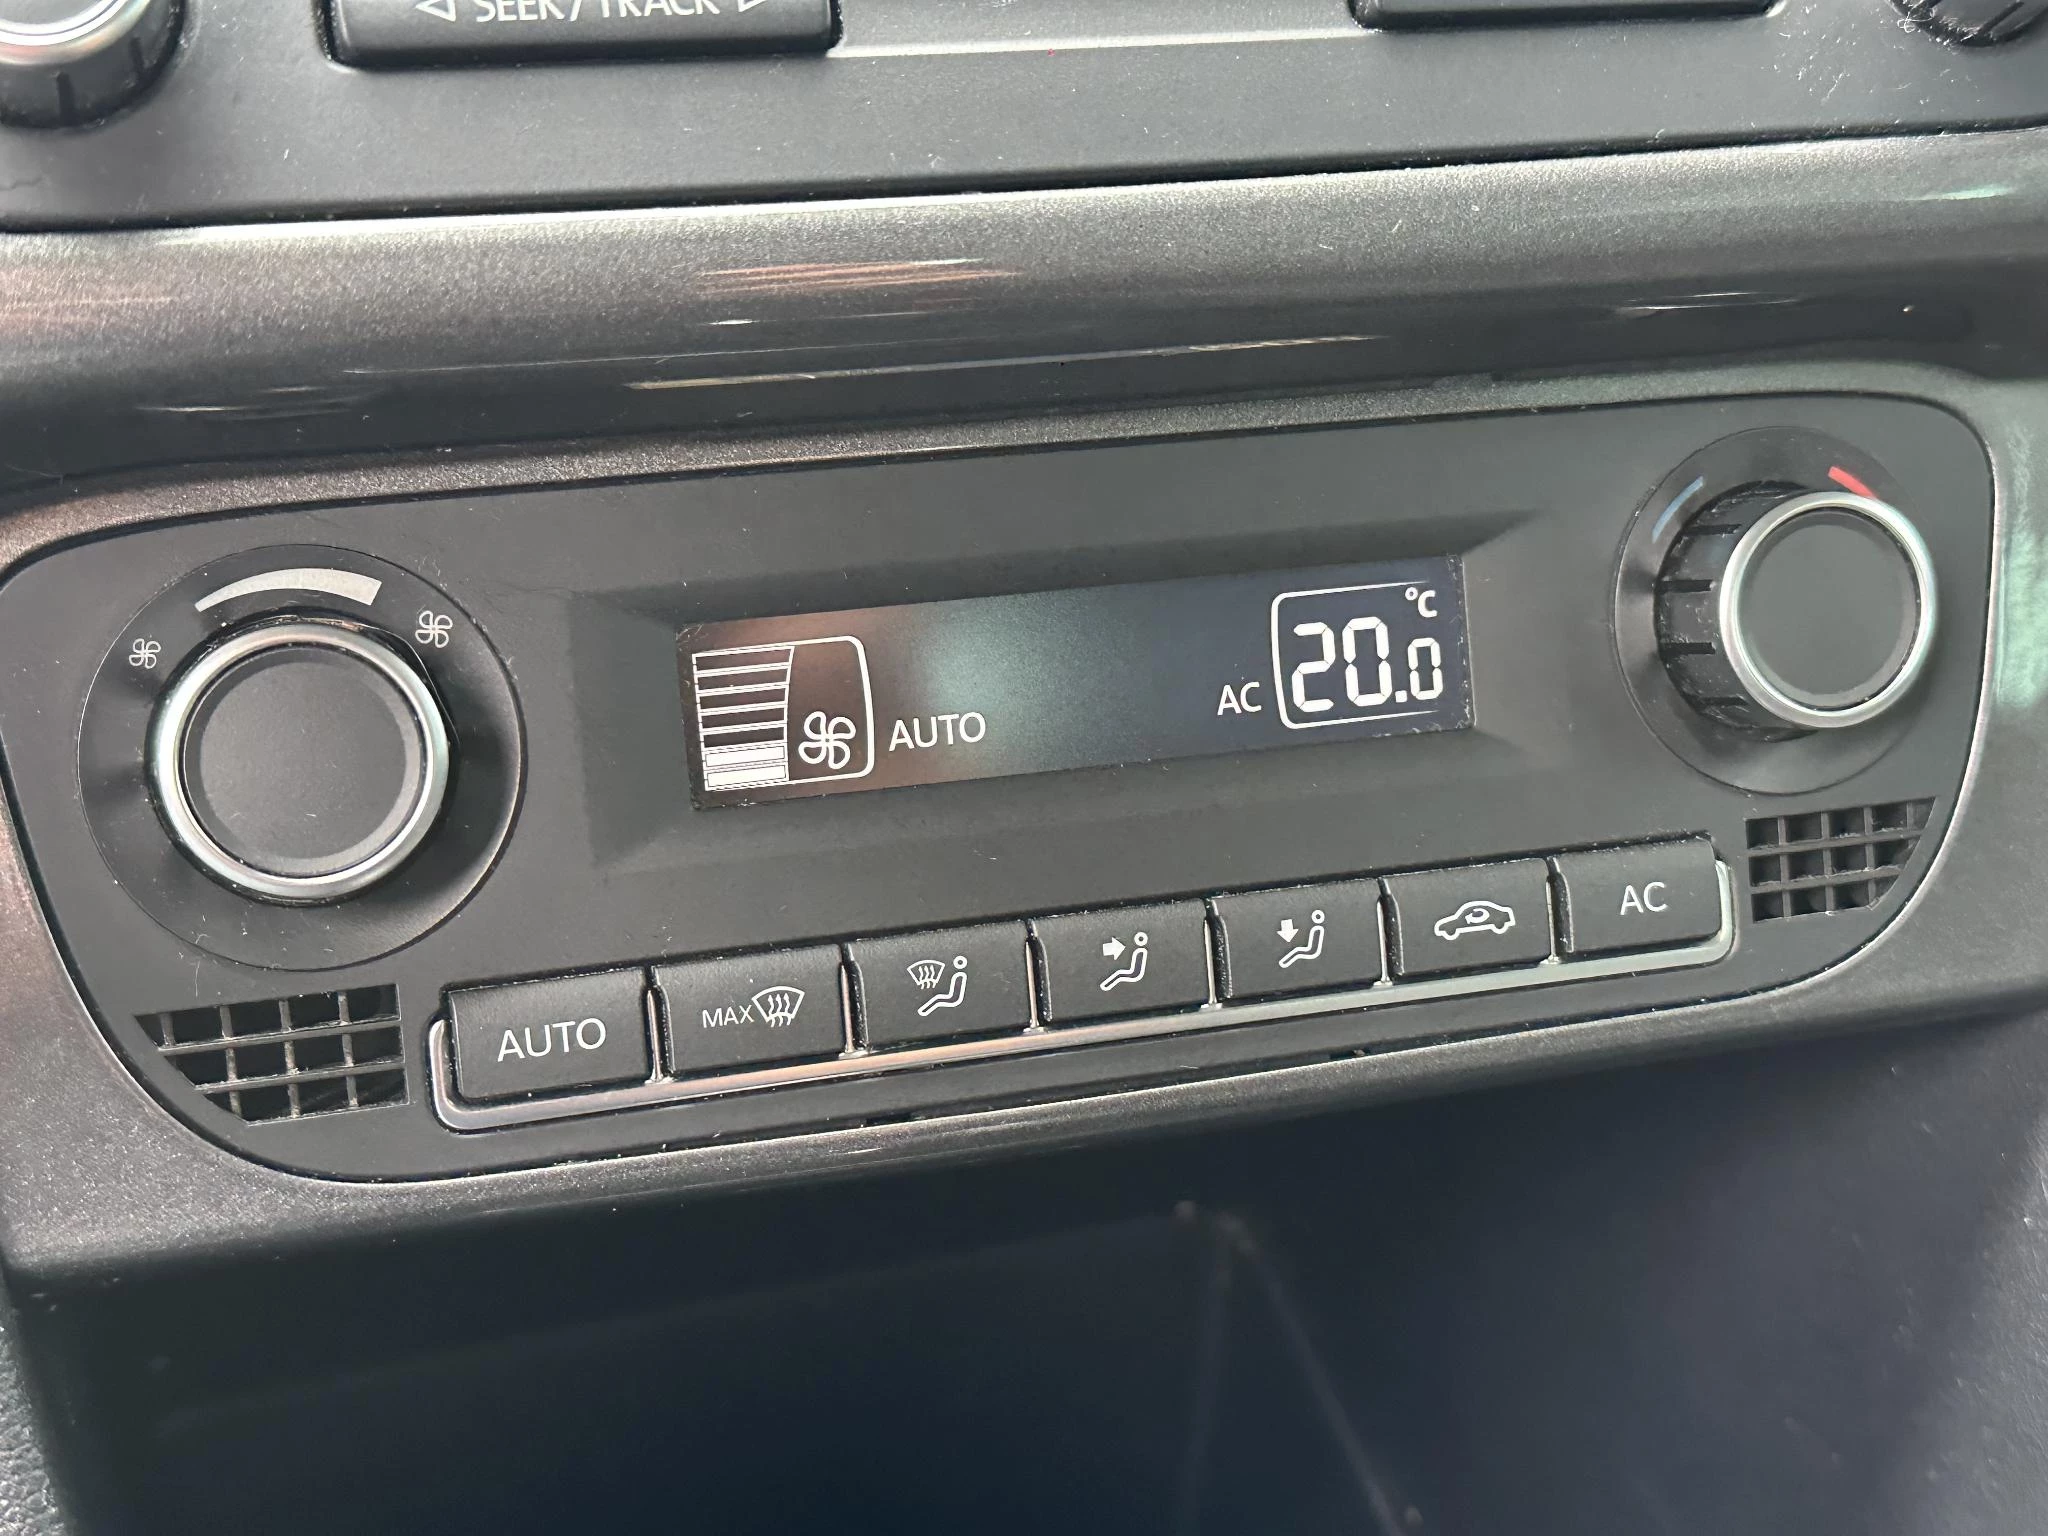 SEEK / TRACK
°C
AUTO
AC 20.0
AUTO
MAX
AC